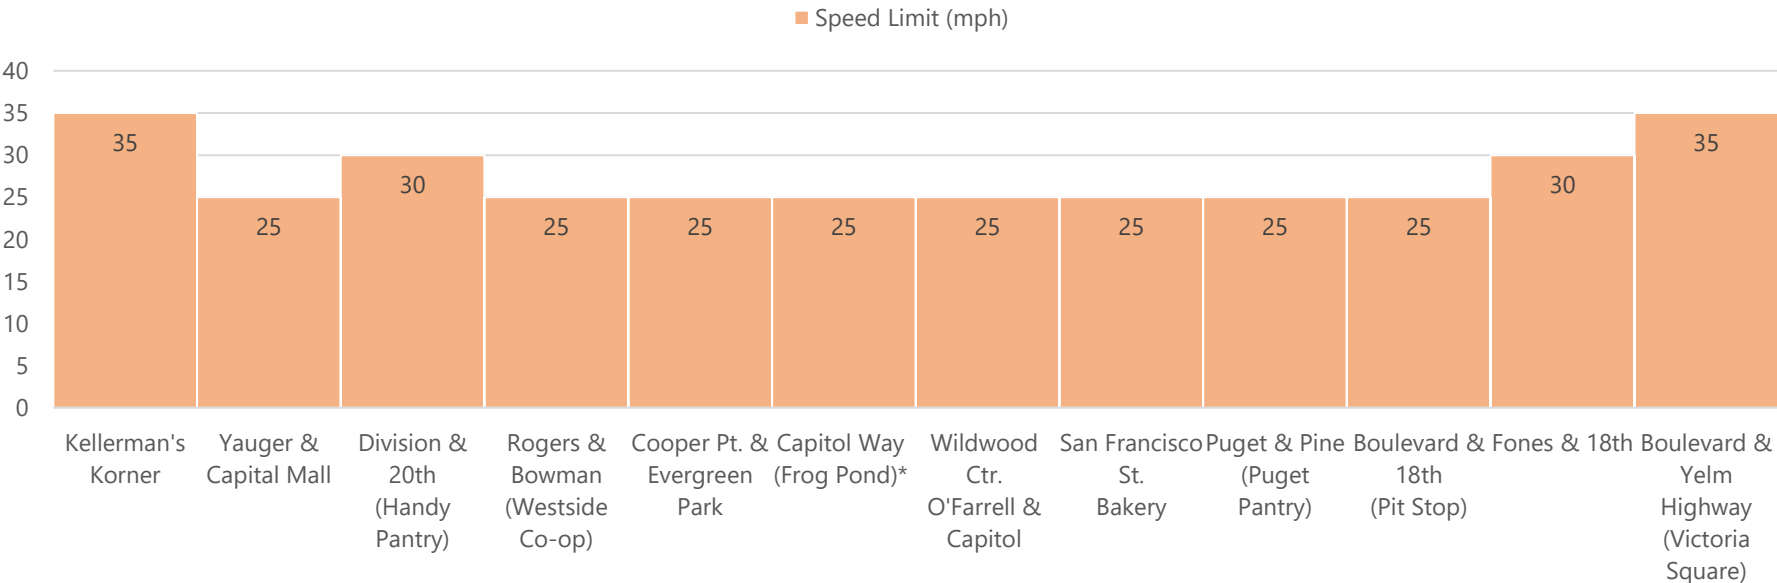 Speed Limit (mph)
40
35
30
25
20
15
10
5
0
35
25
30
25
25
25
25
25
25
25
30
35
Kellerman's
Korner
Yauger &
Capital Mall
Division &
20th
(Handy
Pantry)
Rogers &
Bowman
(Westside
Co-op)
Cooper Pt. &
Evergreen
Park
Capitol Way
(Frog Pond)*
Wildwood
Ctr.
O'Farrell &
Capitol
San Francisco
St.
Bakery
Puget & Pine
(Puget
Pantry)
Boulevard &
18th
(Pit Stop)
Fones & 18th
Boulevard &
Yelm
Highway
(Victoria
Square)